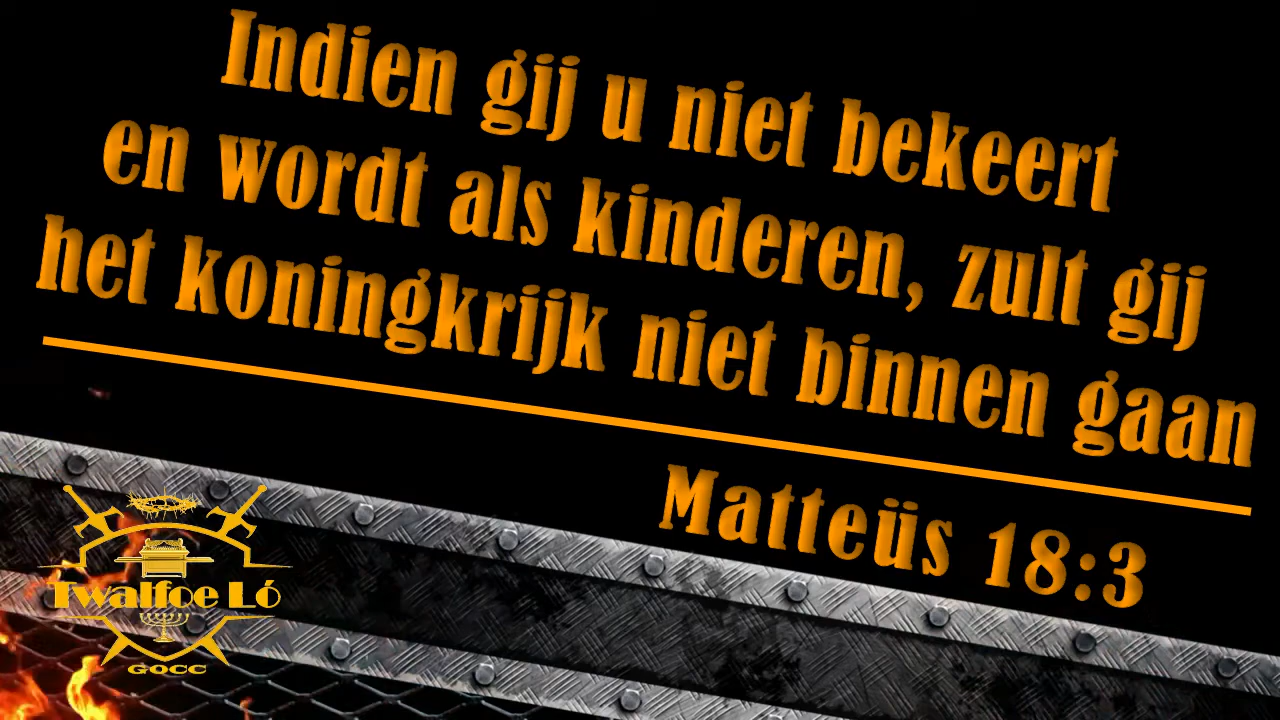 Indien gij u niet bekeert
en wordt als kinderen, zult gij
het koningkrijk niet binnen gaan
Matteüs 18:3
Twalfoe Ló
GOCC